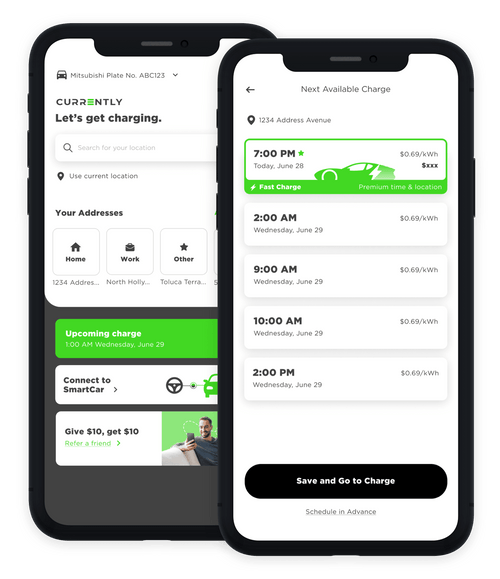 Mitsubishi Plate No. ABC123
CURRENTLY
Let's get charging.
Search for your location
Use current location
Your Addresses
Home
Work
Other
1234 Addres...
North Holly...
Toluca Terra...
Upcoming charge
1:00 AM Wednesday, June 29
Connect to
SmartCar >
Give $10, get $10
Refer a friend >
Next Available Charge
1234 Address Avenue
7:00 PM
$0.69/kWh
Today, June 28
$xxx
Fast Charge
Premium time & location
2:00 AM
$0.69/kWh
Wednesday, June 29
9:00 AM
$0.69/kWh
Wednesday, June 29
10:00 AM
$0.69/kWh
Wednesday, June 29
2:00 PM
$0.69/kWh
Wednesday, June 29
Save and Go to Charge
Schedule in Advance